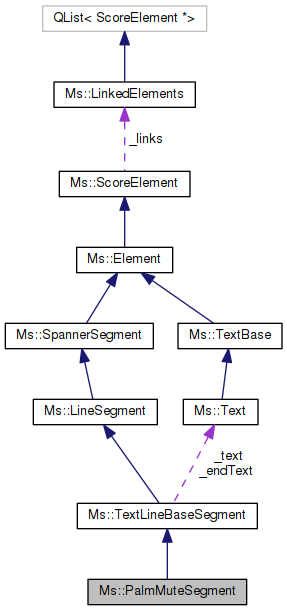 QList< ScoreElement *>
Ms::LinkedElements
_links
Ms::ScoreElement
Ms::Element
Ms::SpannerSegment
Ms::TextBase
Ms::LineSegment
Ms::Text
_text
_endText
Ms::TextLineBaseSegment
Ms::PalmMuteSegment